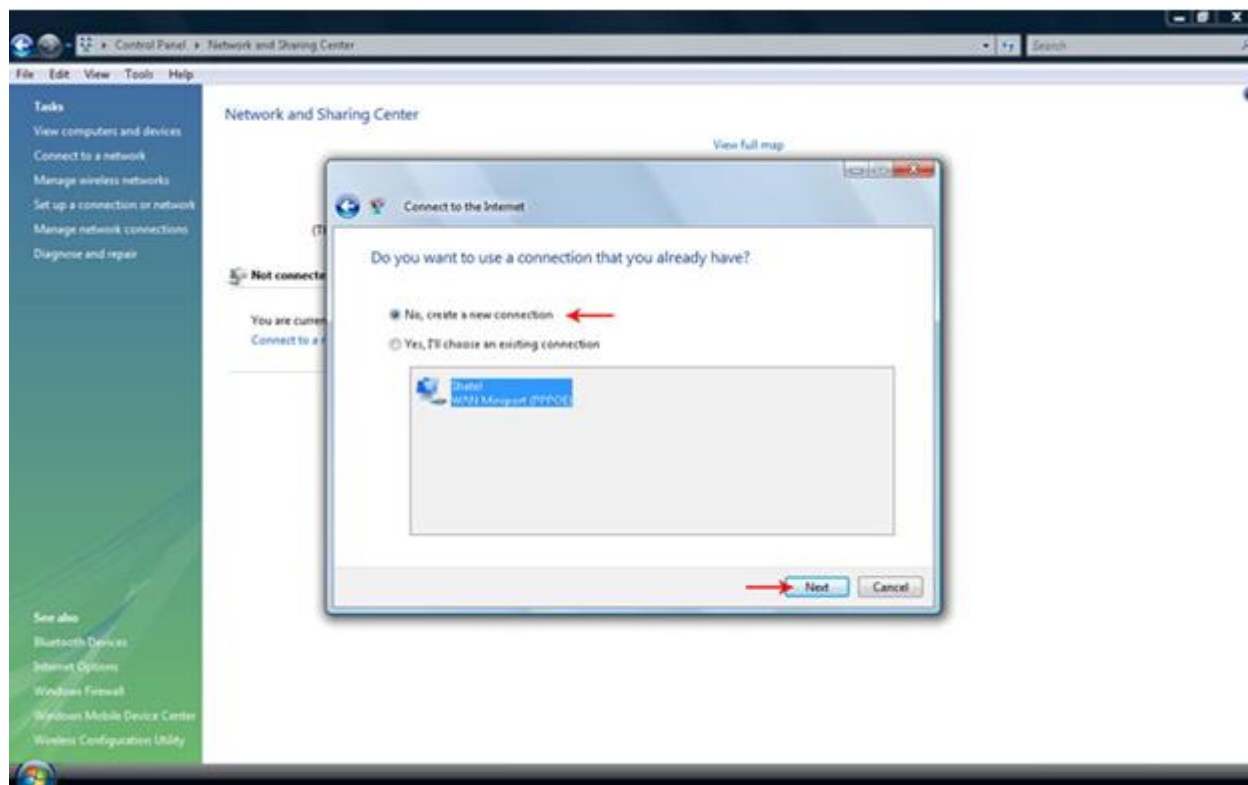 Control Panel ▸ Network and Sharing Center
Search
File Edit View Tools Help
Tasks
View computers and devices
Connect to a network
Manage wireless networks
Set up a connection or network
Manage network connections
Diagnose and repair
See also
Bluetooth Devices
Internet Options
Windows Firewall
Windows Mobile Device Center
Wireless Configuration Utility
Network and Sharing Center
View full map
Not connecte
You are curren
Connect to a
Connect to the Internet
Do you want to use a connection that you already have?
No, create a new connection
Yes, I'll choose an existing connection
Shatel
WAN Miniport (PPPOE)
Next Cancel